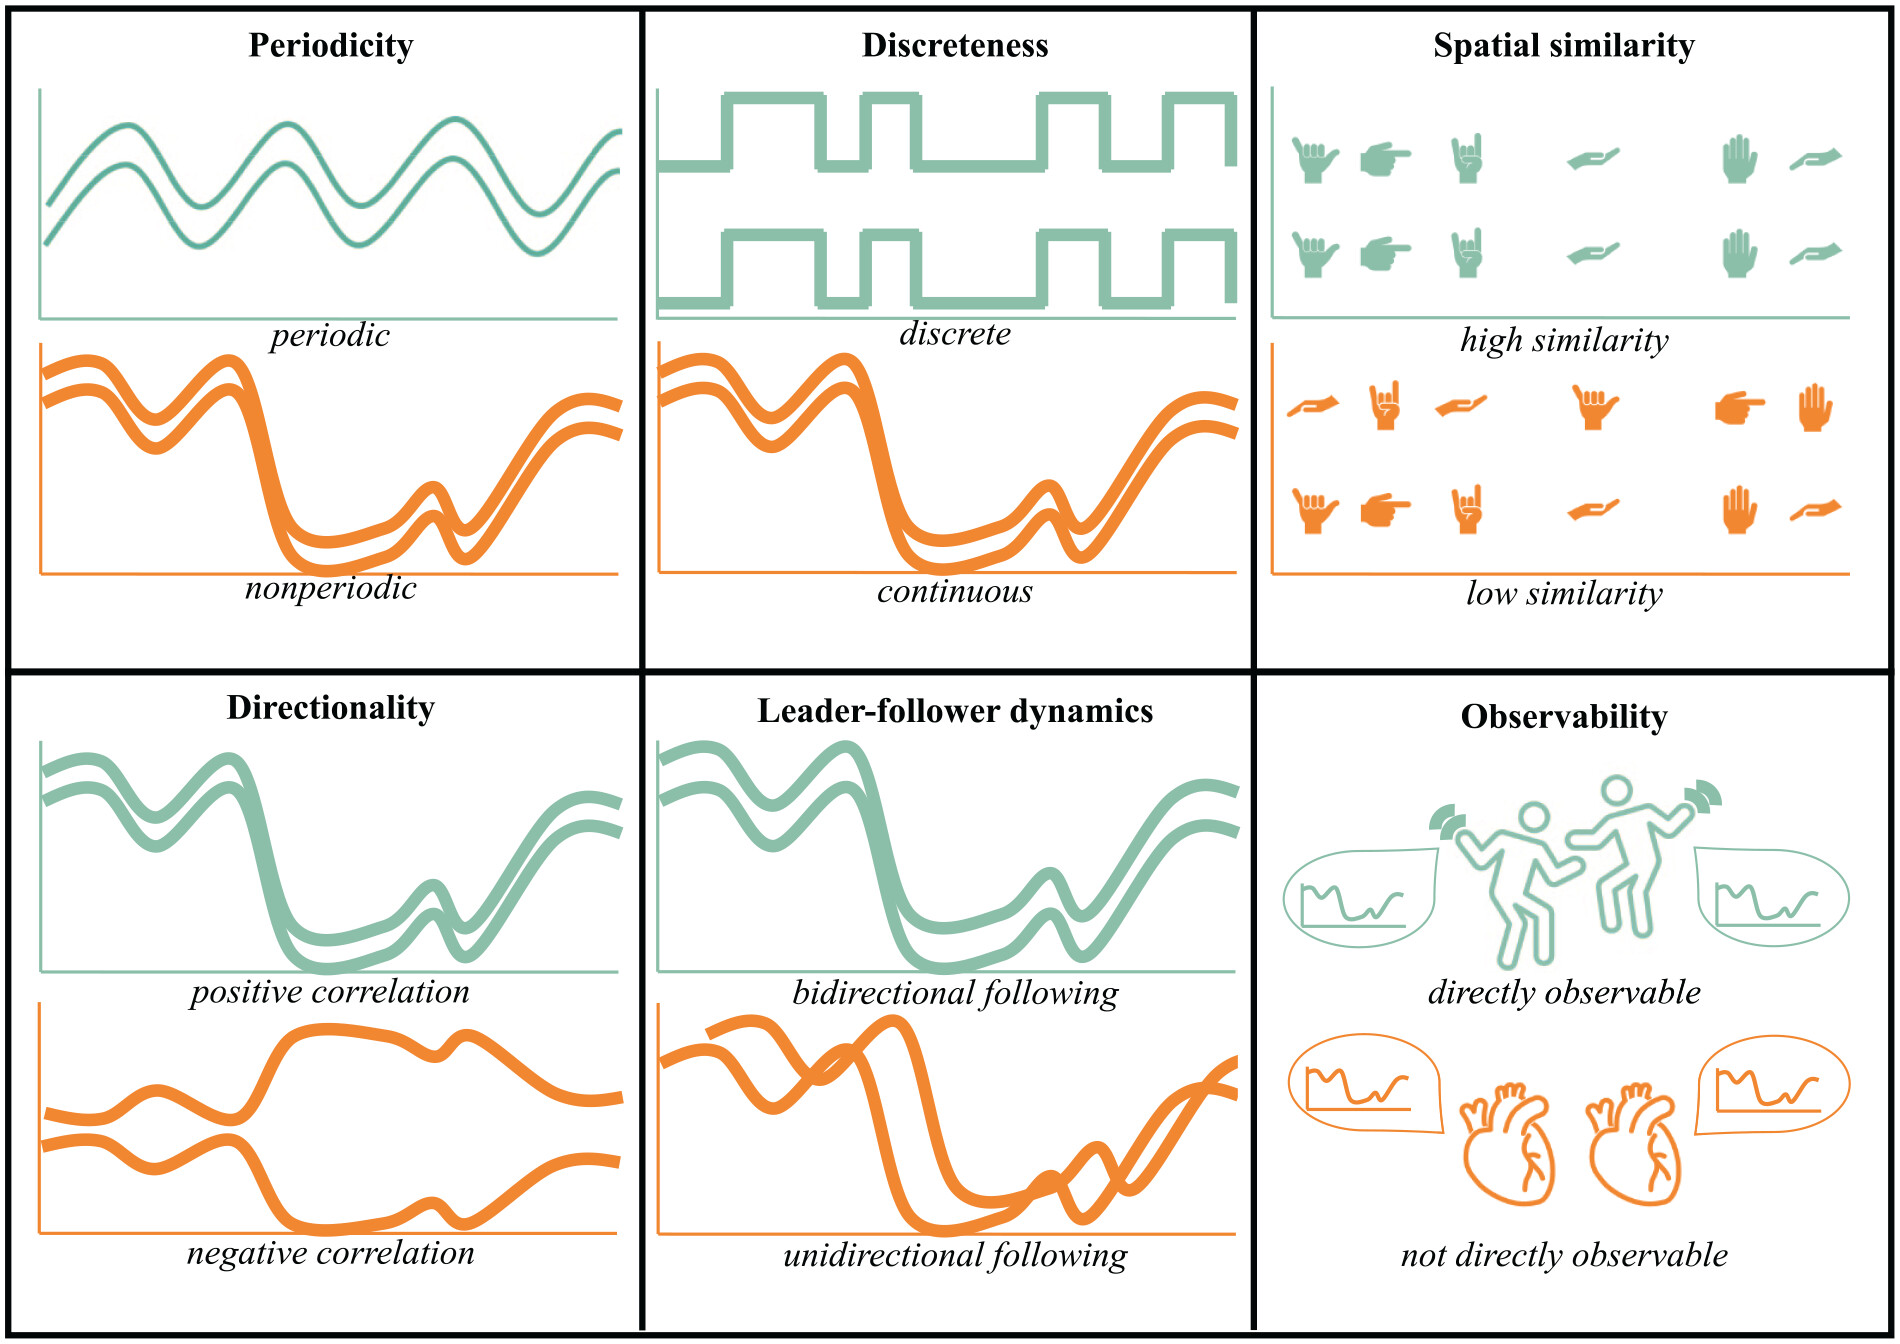 Periodicity
periodic
nonperiodic
Discreteness
discrete
continuous
Spatial similarity
high similarity
low similarity
Directionality
positive correlation
negative correlation
Leader-follower dynamics
bidirectional following
unidirectional following
Observability
directly observable
not directly observable